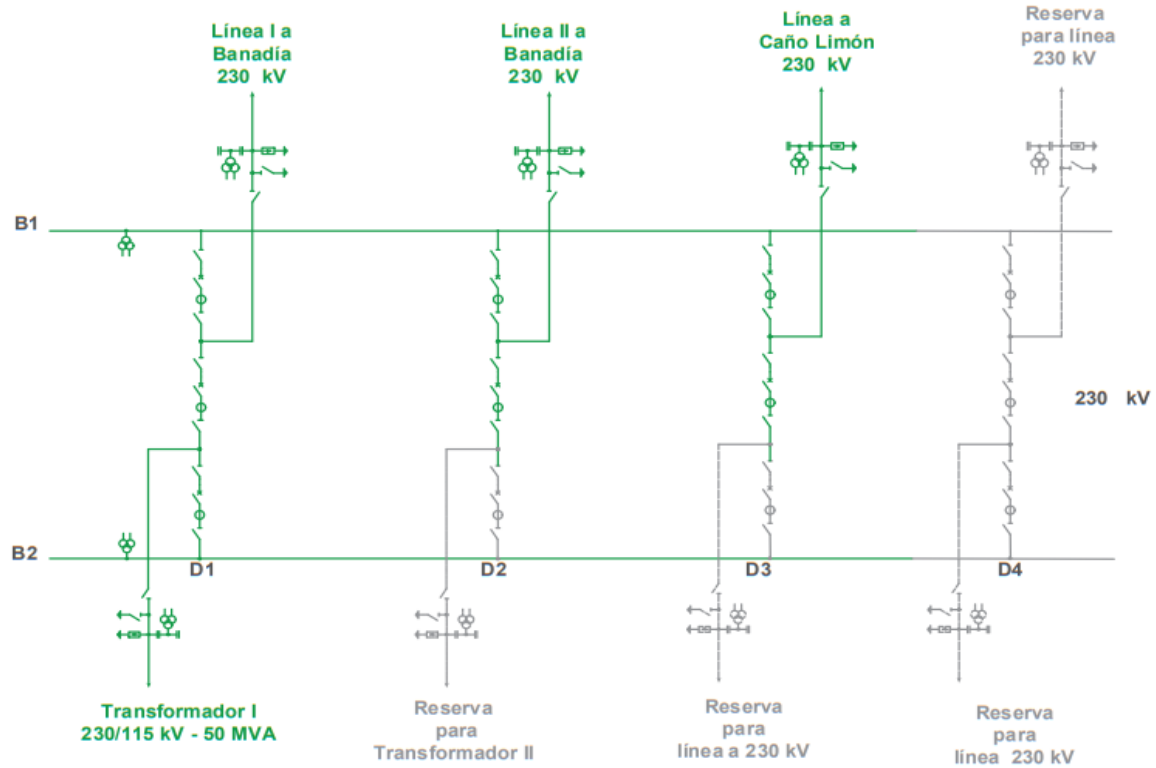 Línea I a
Banadía
230 kV
Línea II a
Banadía
230 kV
Línea a
Caño Limón
230 kV
Reserva
para línea
230 kV
B1
230 kV
B2
D1
D2
D3
D4
Transformador I
230/115 kV - 50 MVA
Reserva
para
Transformador II
Reserva
para
línea a 230 kV
Reserva
para
línea 230 kV